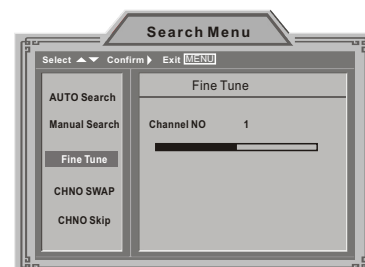 Search Menu
Select ▲ ▼ Confirm ▶ Exit MENU
AUTO Search
Manual Search
Fine Tune
CHNO SWAP
CHNO Skip
Fine Tune
Channel NO 1